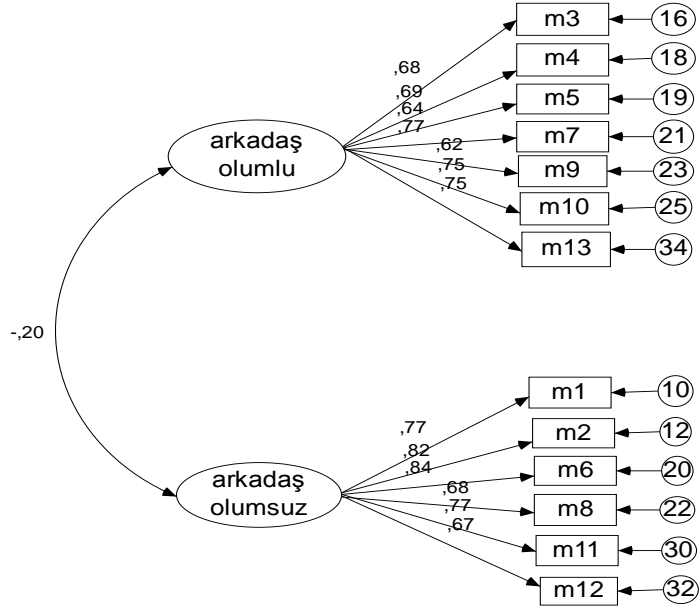 m3
16
m4
18
m5
19
m7
21
m9
23
m10
25
m13
34
,68
,69
,64
,77
,62
,75
,75
arkadaş
olumlu
-,20
m1
10
m2
12
m6
20
m8
22
m11
30
m12
32
,77
,82
,84
,68
,77
,67
arkadaş
olumsuz